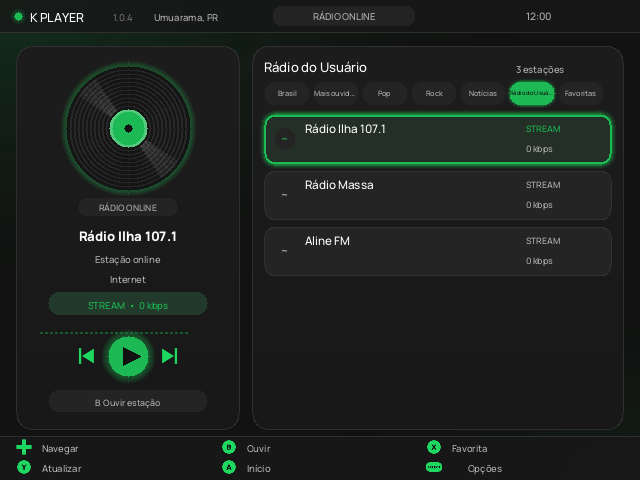 K PLAYER 1.0.4 Umuarama, PR RÁDIO ONLINE 12:00
RÁDIO ONLINE
Rádio Ilha 107.1
Estação online
Internet
STREAM • 0 kbps
B Ouvir estação
Rádio do Usuário 3 estações
Brasil Mais ouvid... Pop Rock Notícias Rádio do Usuá... Favoritas
Rádio Ilha 107.1 STREAM
0 kbps
Rádio Massa STREAM
0 kbps
Aline FM STREAM
0 kbps
Navegar B Ouvir X Favorita
Y Atualizar A Início Opções